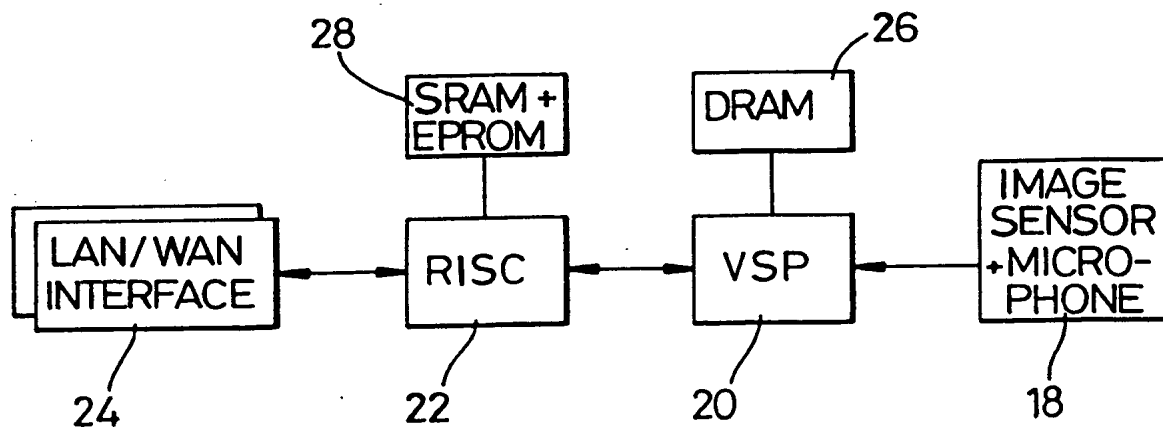 28
26
SRAM +
EPROM
DRAM
IMAGE
SENSOR
+MICRO-
PHONE
LAN/WAN
INTERFACE
RISC
VSP
24
22
20
18